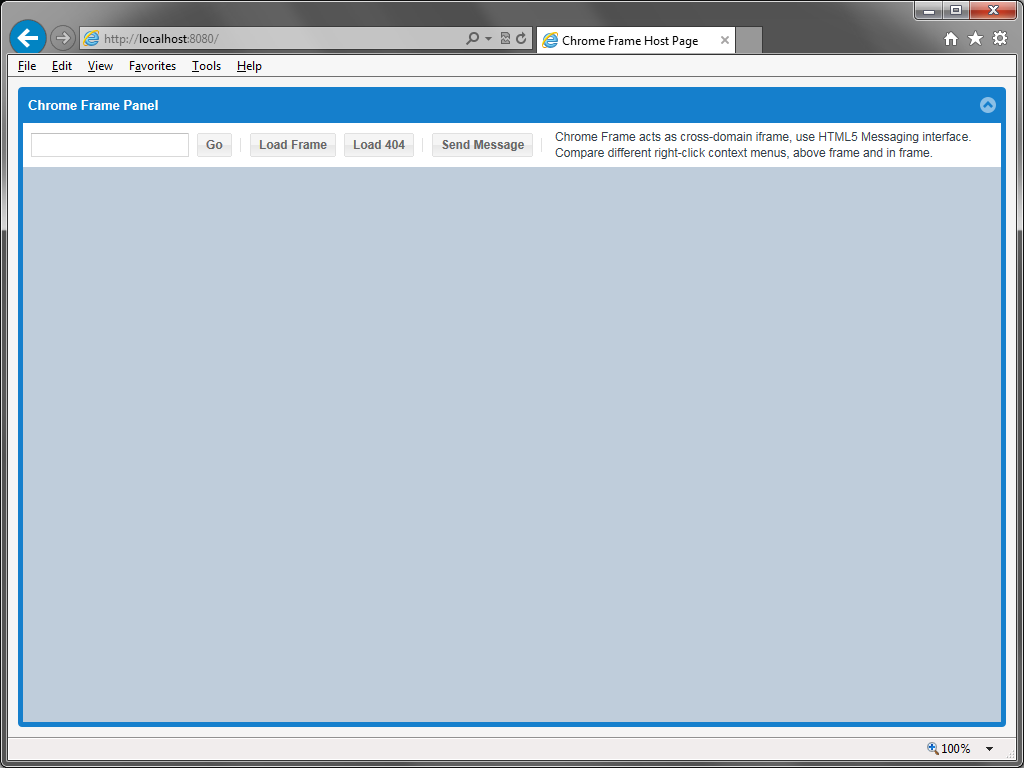 http://localhost:8080/
Chrome Frame Host Page
File Edit View Favorites Tools Help
Chrome Frame Panel
Go Load Frame Load 404 Send Message
Chrome Frame acts as cross-domain iframe, use HTML5 Messaging interface.
Compare different right-click context menus, above frame and in frame.
100%